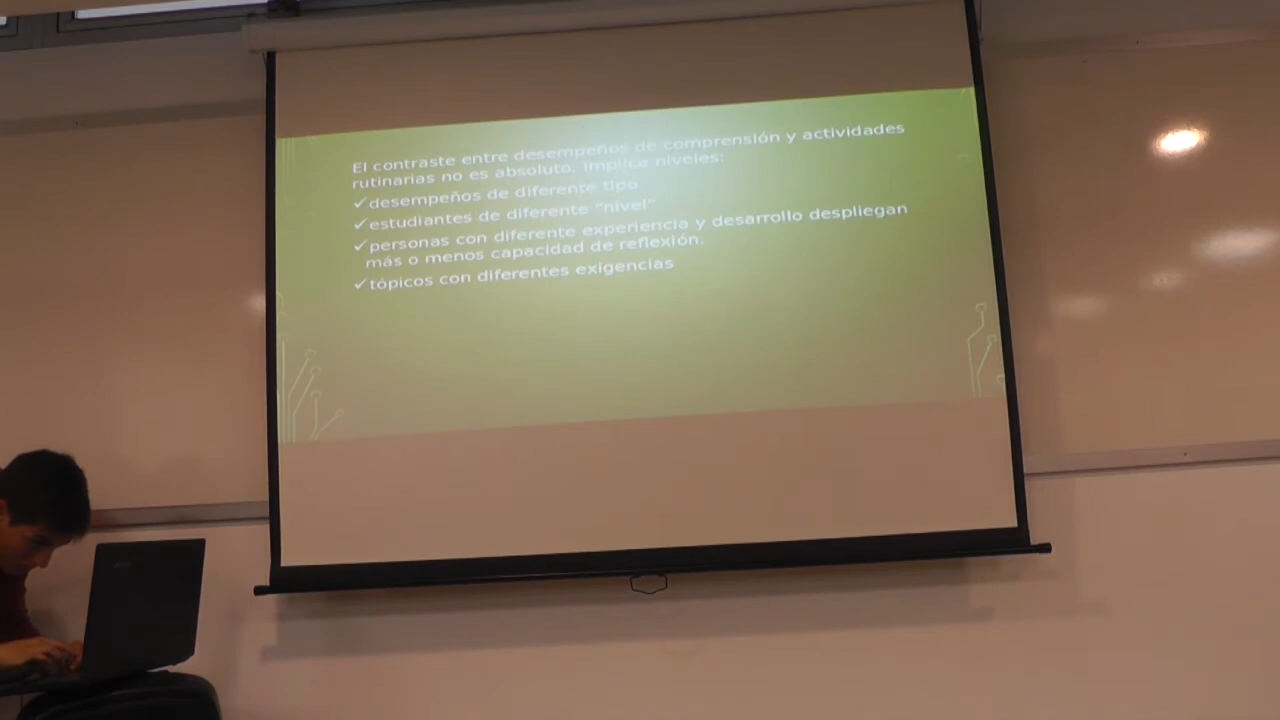 El contraste entre desempeños de comprensión y actividades
rutinarias no es absoluto. Implica niveles:
✓desempeños de diferente tipo
✓estudiantes de diferente “nivel”
✓personas con diferente experiencia y desarrollo despliegan
más o menos capacidad de reflexión.
✓tópicos con diferentes exigencias